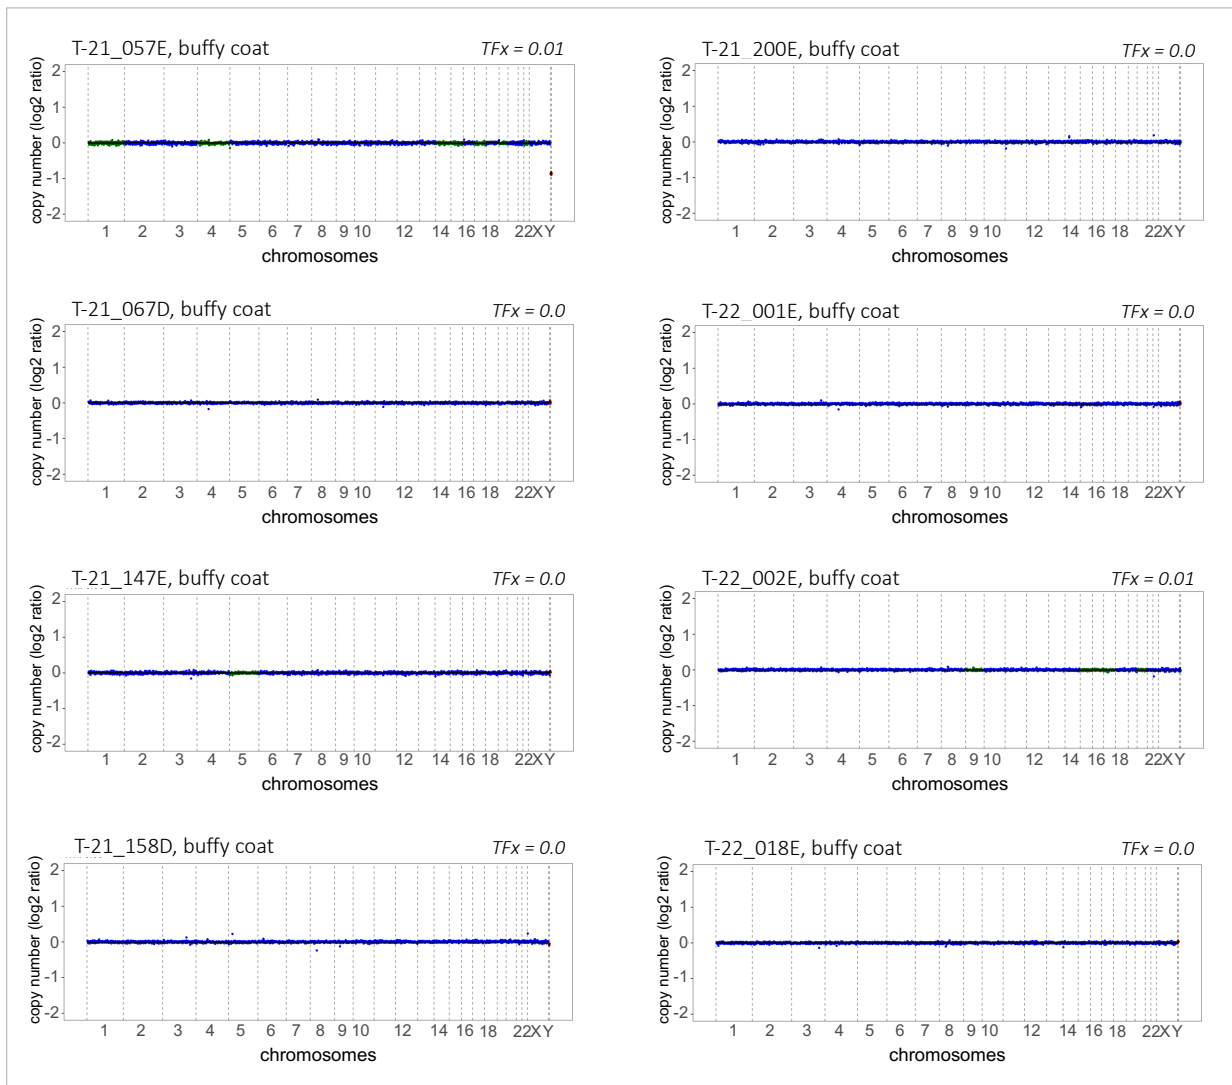 T-21_057E, buffy coat TFx = 0.01
copy number (log2 ratio)
2
1
0
-1
-2
1 2 3 4 5 6 7 8 9 10 12 14 16 18 22XY
chromosomes
T-21_200E, buffy coat TFx = 0.0
copy number (log2 ratio)
2
1
0
-1
-2
1 2 3 4 5 6 7 8 9 10 12 14 16 18 22XY
chromosomes
T-21_067D, buffy coat TFx = 0.0
copy number (log2 ratio)
2
1
0
-1
-2
1 2 3 4 5 6 7 8 9 10 12 14 16 18 22XY
chromosomes
T-22_001E, buffy coat TFx = 0.0
copy number (log2 ratio)
2
1
0
-1
-2
1 2 3 4 5 6 7 8 9 10 12 14 16 18 22XY
chromosomes
T-21_147E, buffy coat TFx = 0.0
copy number (log2 ratio)
2
1
0
-1
-2
1 2 3 4 5 6 7 8 9 10 12 14 16 18 22XY
chromosomes
T-22_002E, buffy coat TFx = 0.01
copy number (log2 ratio)
2
1
0
-1
-2
1 2 3 4 5 6 7 8 9 10 12 14 16 18 22XY
chromosomes
T-21_158D, buffy coat TFx = 0.0
copy number (log2 ratio)
2
1
0
-1
-2
1 2 3 4 5 6 7 8 9 10 12 14 16 18 22XY
chromosomes
T-22_018E, buffy coat TFx = 0.0
copy number (log2 ratio)
2
1
0
-1
-2
1 2 3 4 5 6 7 8 9 10 12 14 16 18 22XY
chromosomes